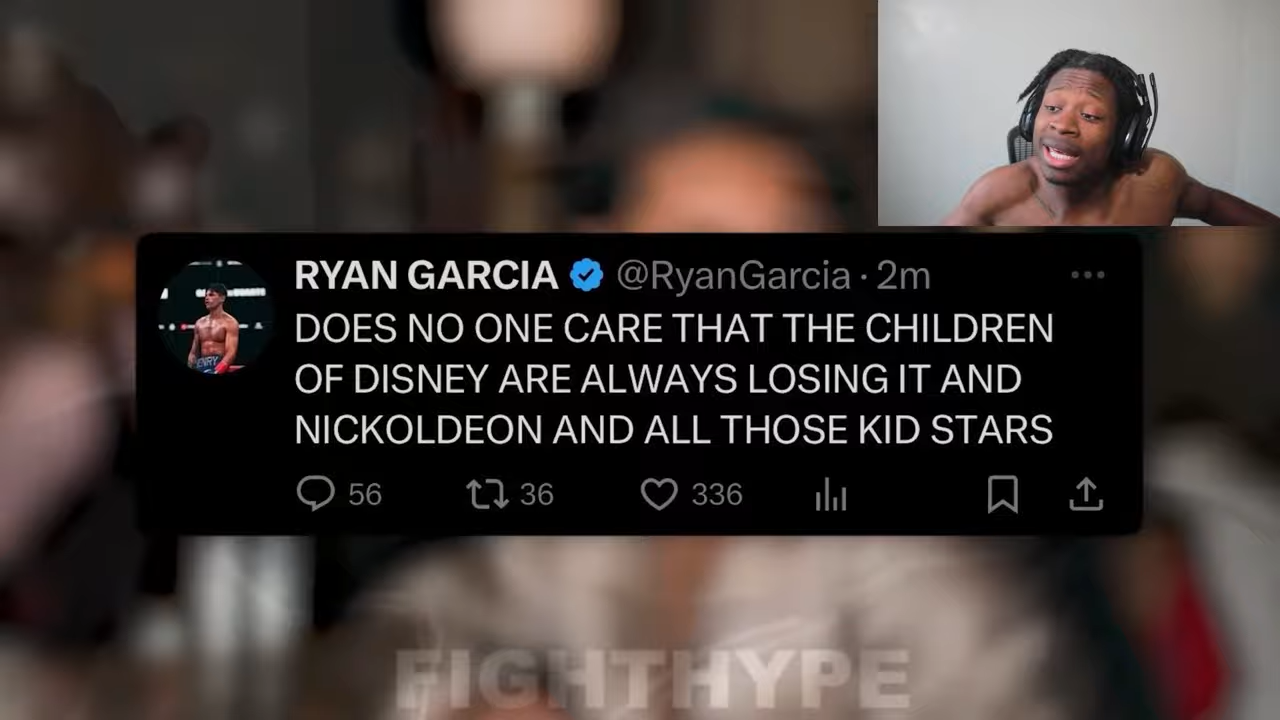 RYAN GARCIA @RyanGarcia · 2m
DOES NO ONE CARE THAT THE CHILDREN
OF DISNEY ARE ALWAYS LOSING IT AND
NICKOLDEON AND ALL THOSE KID STARS
56 36 336
FIGHTHYPE